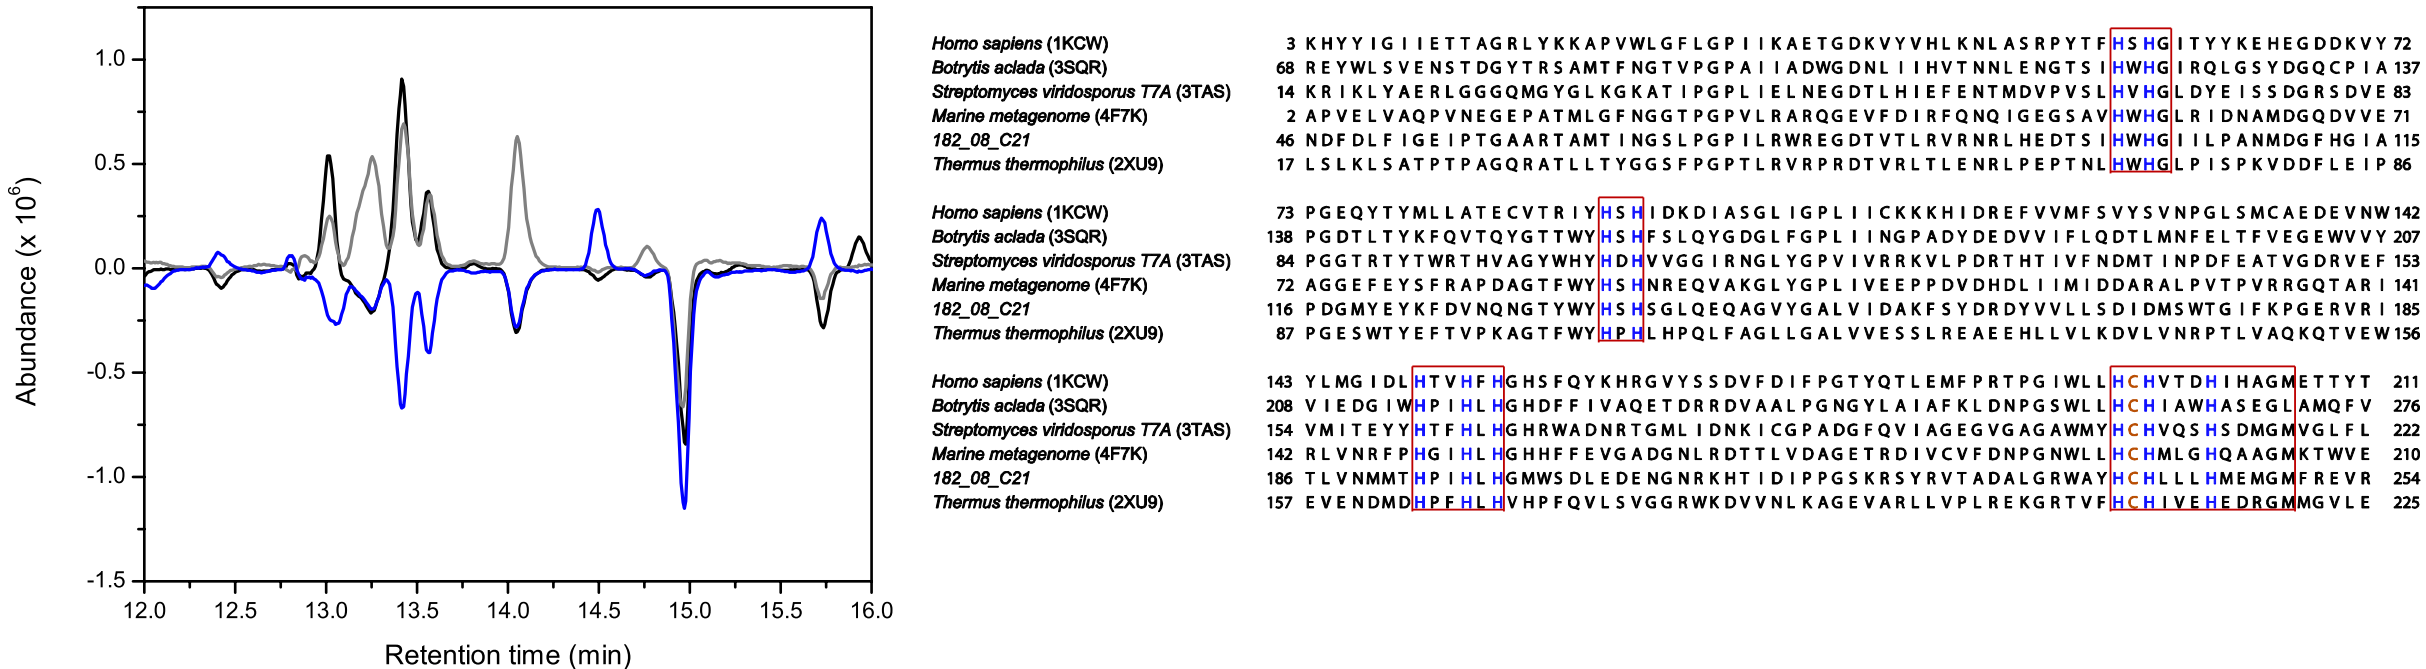 1.0
0.5
0.0
-0.5
-1.0
-1.5
12.0 12.5 13.0 13.5 14.0 14.5 15.0 15.5 16.0
Abundance (x 10⁶)
Retention time (min)
Homo sapiens (1KCW) 3 KHYYIGIIETTAGRLYKKAPVWLGFLGPIIKAETGDKVYVHLKNLASRPYTFHSHGITYYKEHEGDDKVY 72
Botrytis aclada (3SQR) 68 REYWLSVENSTDGYTRSAMTFNGTVPGPAIIADWGDNLIIHVTNNLENGTSIHWHGIRQLGSYDGQCPIA 137
Streptomyces viridosporus T7A (3TAS) 14 KRIKLYAERLGGGQMGYGLKGKATIPGPLIELNEGDTLHIEFENTMDVPVSLHVHGLDYEISSDGRSDVE 83
Marine metagenome (4F7K) 2 APVELVAQPVNEGEPATMLGFNGGTPGPVLRARQGEVFDIRFQNQIGEGSAVHWHGLRIDNAMDGQDVVE 71
182_08_C21 46 NDFDLFIGEIPTGAARTAMTINGSLPGPILRWREGDTVTLRVRNRLHEDTSIHWHGIILPANMDGFHGIA 115
Thermus thermophilus (2XU9) 17 LSLKLSATPTPAGQRATLLTYGGSFPGPTLRVRPRDTVRLTLENRLPEPTNLHWHGLPISPKVDDFLEIP 86
Homo sapiens (1KCW) 73 PGEQYTYMLLATECVTRIYHSHIDKDIASGLIGPLIICKKKHIDREFVVMFSVYSVNPGLSMCAEDEVNW 142
Botrytis aclada (3SQR) 138 PGDTLTYKFQVTQYGTTWYHSHFSLQYGDGLFGPLIINGPADYDEDVVIFLQDTLMNFELTFVEGEWVVY 207
Streptomyces viridosporus T7A (3TAS) 84 PGGTRTYTWRTHVAGYWHYHDHVVGGIRNGLYGPVIVRRKVLPDRTHTIVFNDMTINPDFEATVGDRVEF 153
Marine metagenome (4F7K) 72 AGGEFEYSFRAPDAGTFWYHSHNREQVAKGLYGPLIVEEPPDVDHDLIIMIDDARALPVTPVRRGQTARI 141
182_08_C21 116 PDGMYEYKFDVNQNGTYWYHSHSGLQEQAGVYGALVIDAKFSYDRDYVVLLSDIDMSWTGIFKPGERVRI 185
Thermus thermophilus (2XU9) 87 PGESWTYEFTVPKAGTFWYHPHLHPQLFAGLLGALVVESSLREAEEHLLVLKDVLVNRPTLVAQKQTVEW 156
Homo sapiens (1KCW) 143 YLMGIDLHTVHFHGHSFQYKHRGVYSSDVFDIFPGTYQTLEMFPRTPGIWLLHCHVTDHIHAGMETTYT 211
Botrytis aclada (3SQR) 208 VIEDGIWHPIHLHGHDFFIVAQETDRRDVAALPGNGYLAIAFKLDNPGSWLLHCHIAWHASEGLAMQFV 276
Streptomyces viridosporus T7A (3TAS) 154 VMITEYYHTFHLHGHRWADNRTGMLIDNKICGPADGFQVIAGEGVGAGAWMYHCHVQSHSDMGMVGLFL 222
Marine metagenome (4F7K) 142 RLVNRFPHGIHLHGHHFFEVGADGNLRDTTLVDAGETRDIVCVFDNPGNWLLHCHMLGHQAAGMKTWVE 210
182_08_C21 186 TLVNMMTHPIHLHGMWSDLEDENGNRKHTIDIPPGSKRSYRVTADALGRWAYHCHLLLHMEMGMFREVR 254
Thermus thermophilus (2XU9) 157 EVENDMDHPFHLHVHPFQVLSVGGRWKDVVNLKAGEVARLLVPLREKGRTVFHCHIVEHEDRGMMGVLE 225